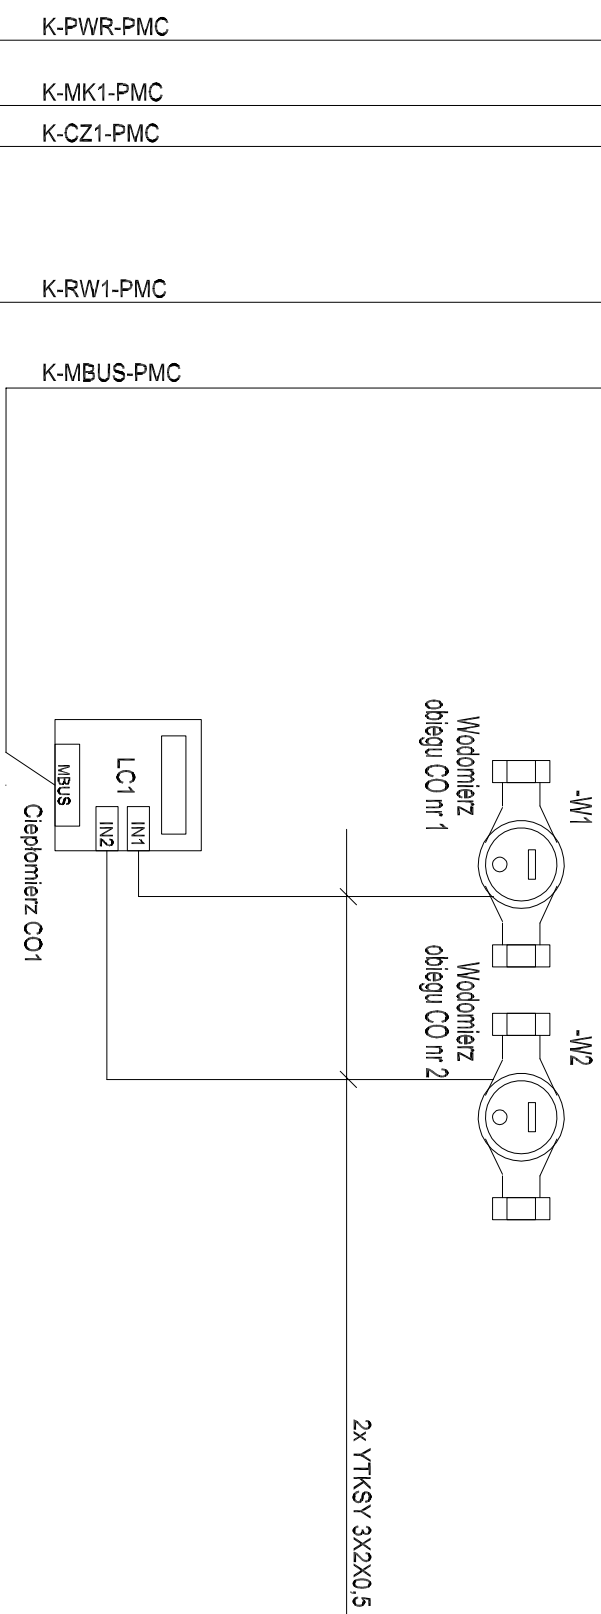 K-PWR-PMC
K-MK1-PMC
K-CZ1-PMC
K-RW1-PMC
K-MBUS-PMC
-W1
Wodomierz
obiegu CO nr 1
LC1
MBUS
IN1
IN2
Ciepłomierz CO1
-W2
Wodomierz
obiegu CO nr 2
2x YTKSY 3X2X0,5